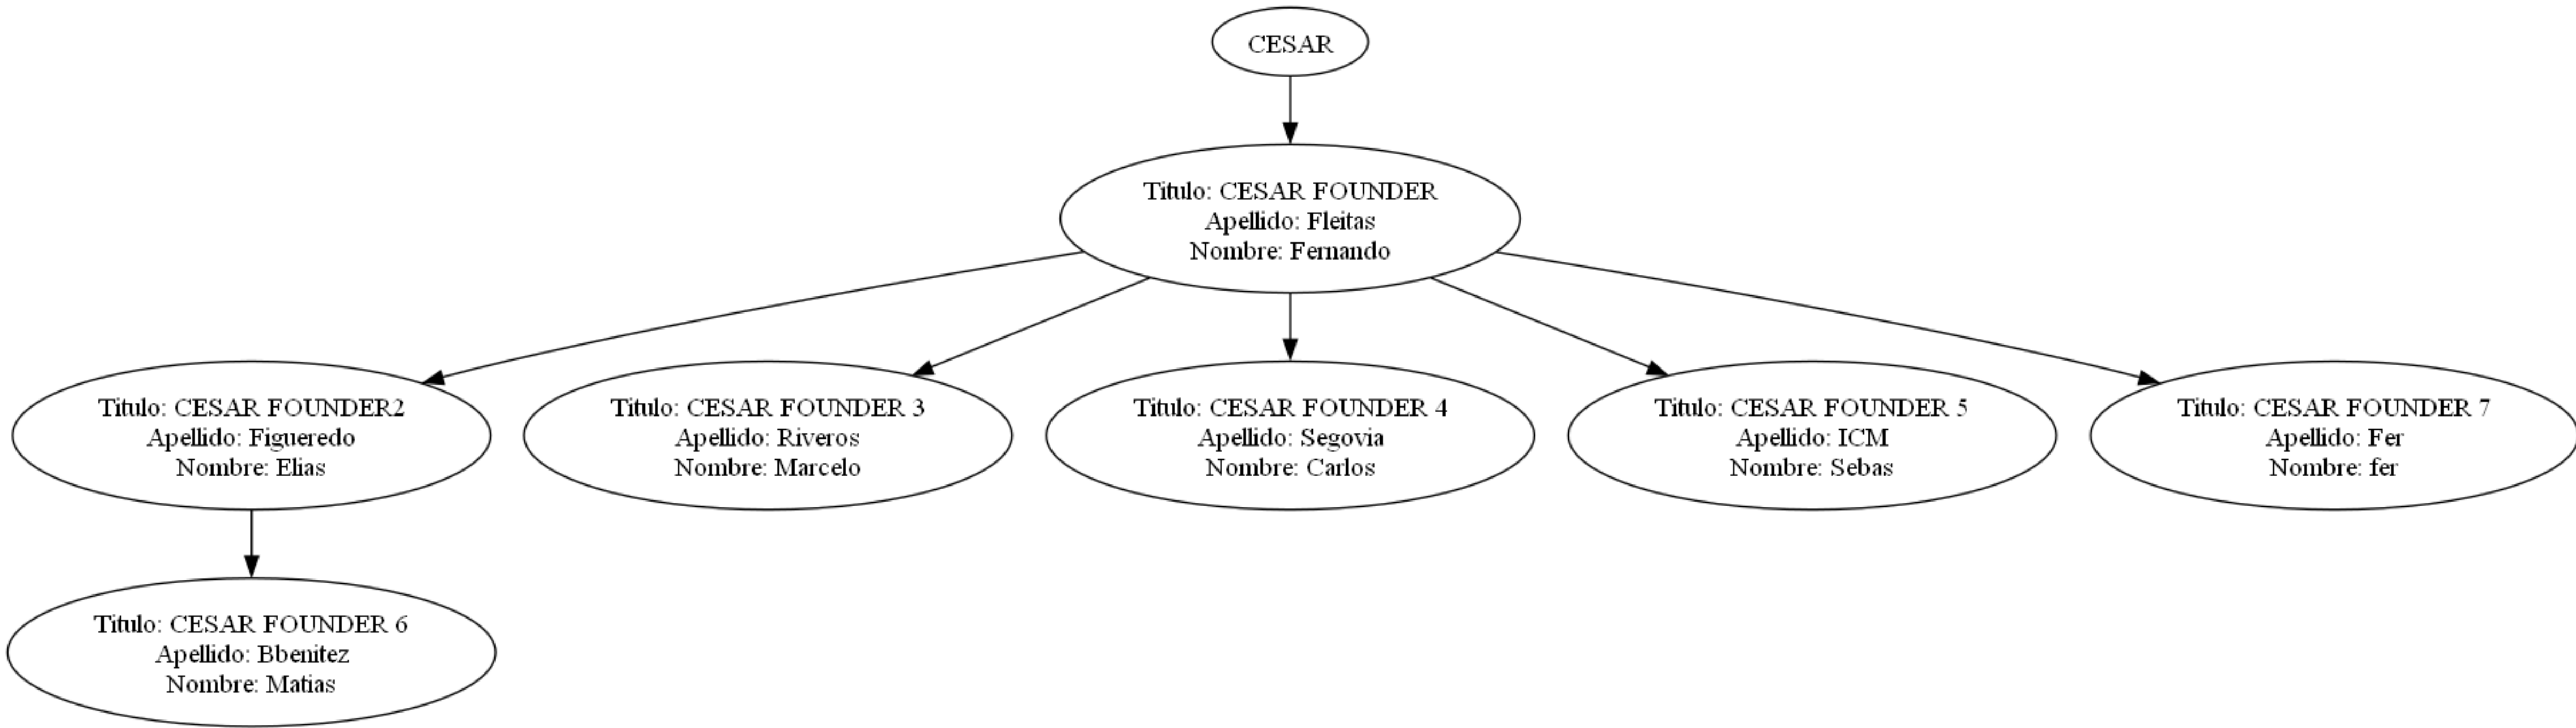 CESAR
Titulo: CESAR FOUNDER
Apellido: Fleitas
Nombre: Fernando
Titulo: CESAR FOUNDER2
Apellido: Figueredo
Nombre: Elias
Titulo: CESAR FOUNDER 3
Apellido: Riveros
Nombre: Marcelo
Titulo: CESAR FOUNDER 4
Apellido: Segovia
Nombre: Carlos
Titulo: CESAR FOUNDER 5
Apellido: ICM
Nombre: Sebas
Titulo: CESAR FOUNDER 7
Apellido: Fer
Nombre: fer
Titulo: CESAR FOUNDER 6
Apellido: Bbenitez
Nombre: Matias